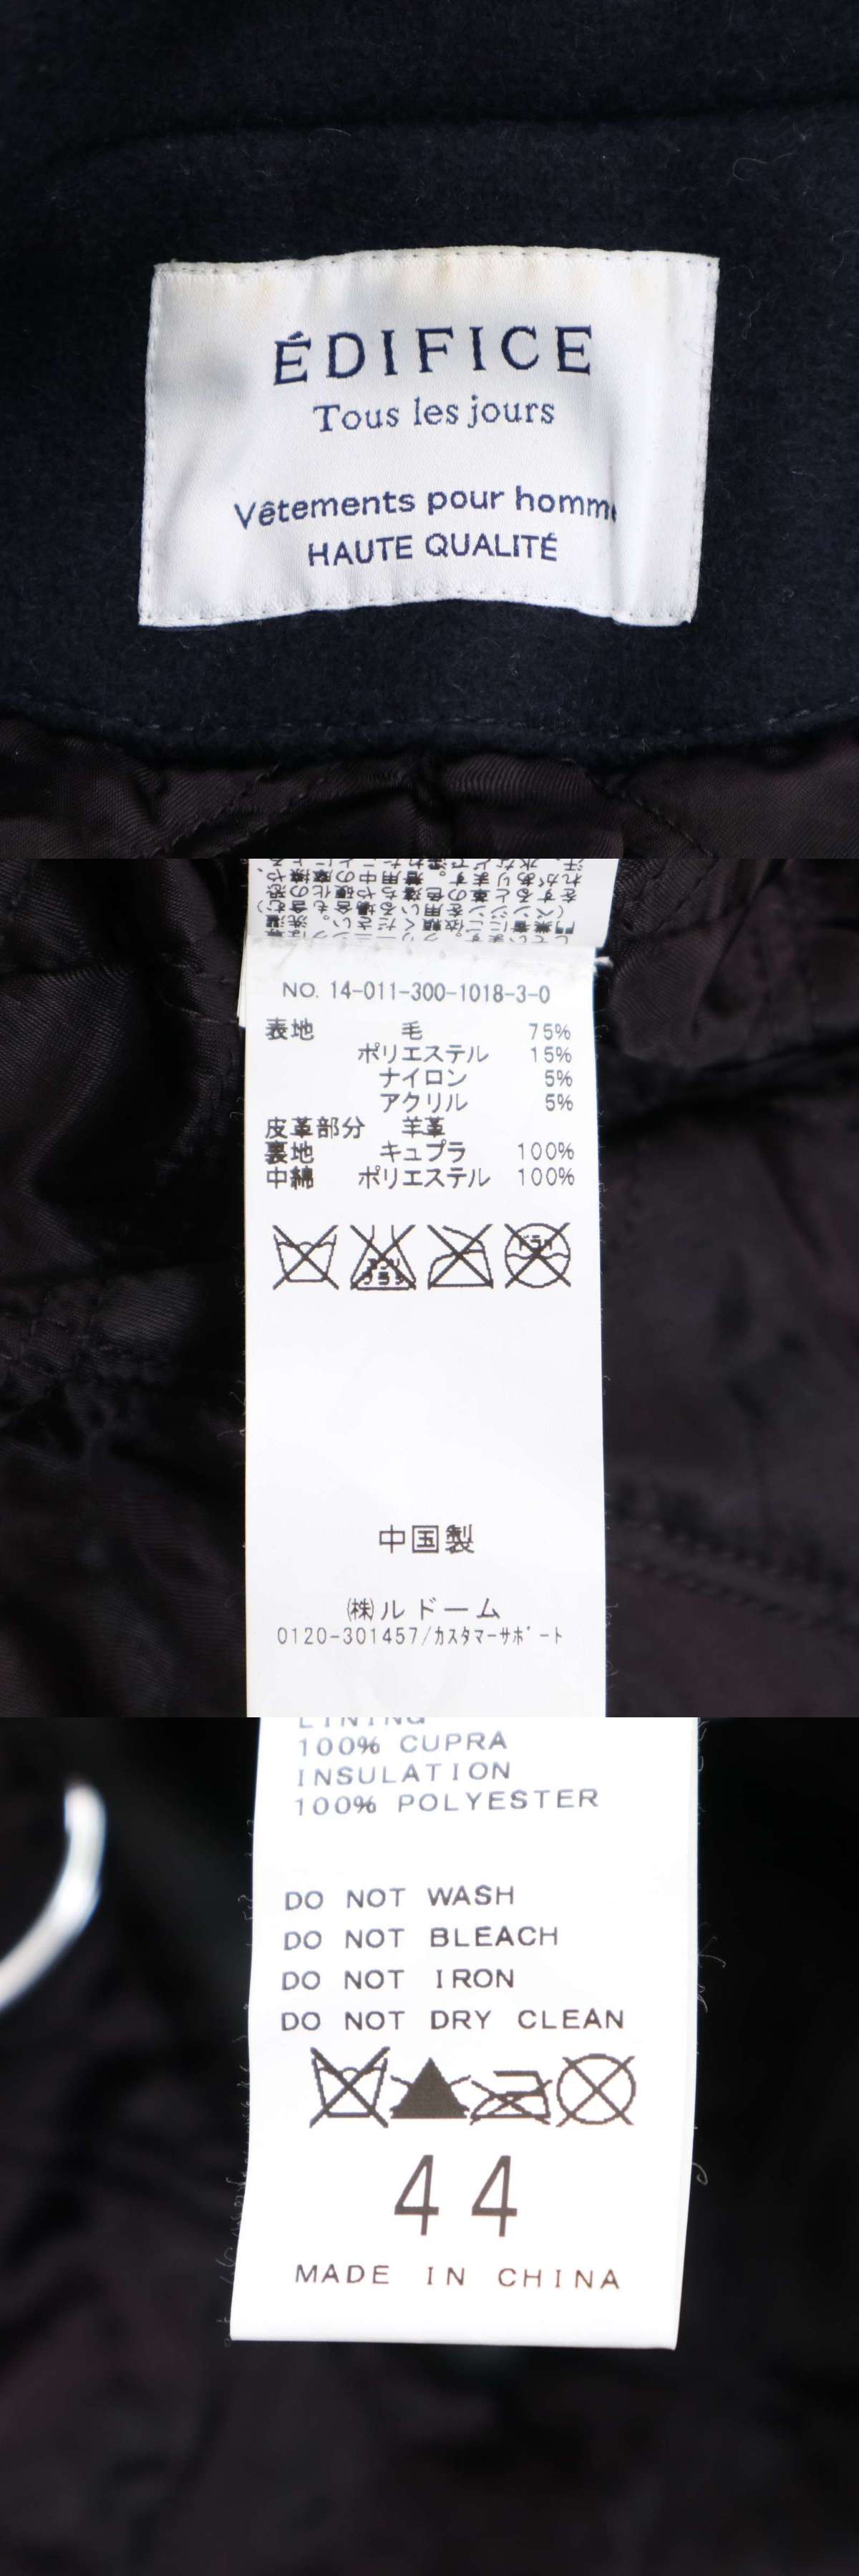 ÉDIFICE
Tous les jours
Vêtements pour homme
HAUTE QUALITÉ
NO. 14-011-300-1018-3-0
表地 毛 75%
ポリエステル 15%
ナイロン 5%
アクリル 5%
皮革部分 羊革
裏地 キュプラ 100%
中綿 ポリエステル 100%
ドライ
中国製
㈱ルドーム
0120-301457/ｶｽﾀﾏｰｻﾎﾟｰﾄ
LINING
100% CUPRA
INSULATION
100% POLYESTER
DO NOT WASH
DO NOT BLEACH
DO NOT IRON
DO NOT DRY CLEAN
44
MADE IN CHINA